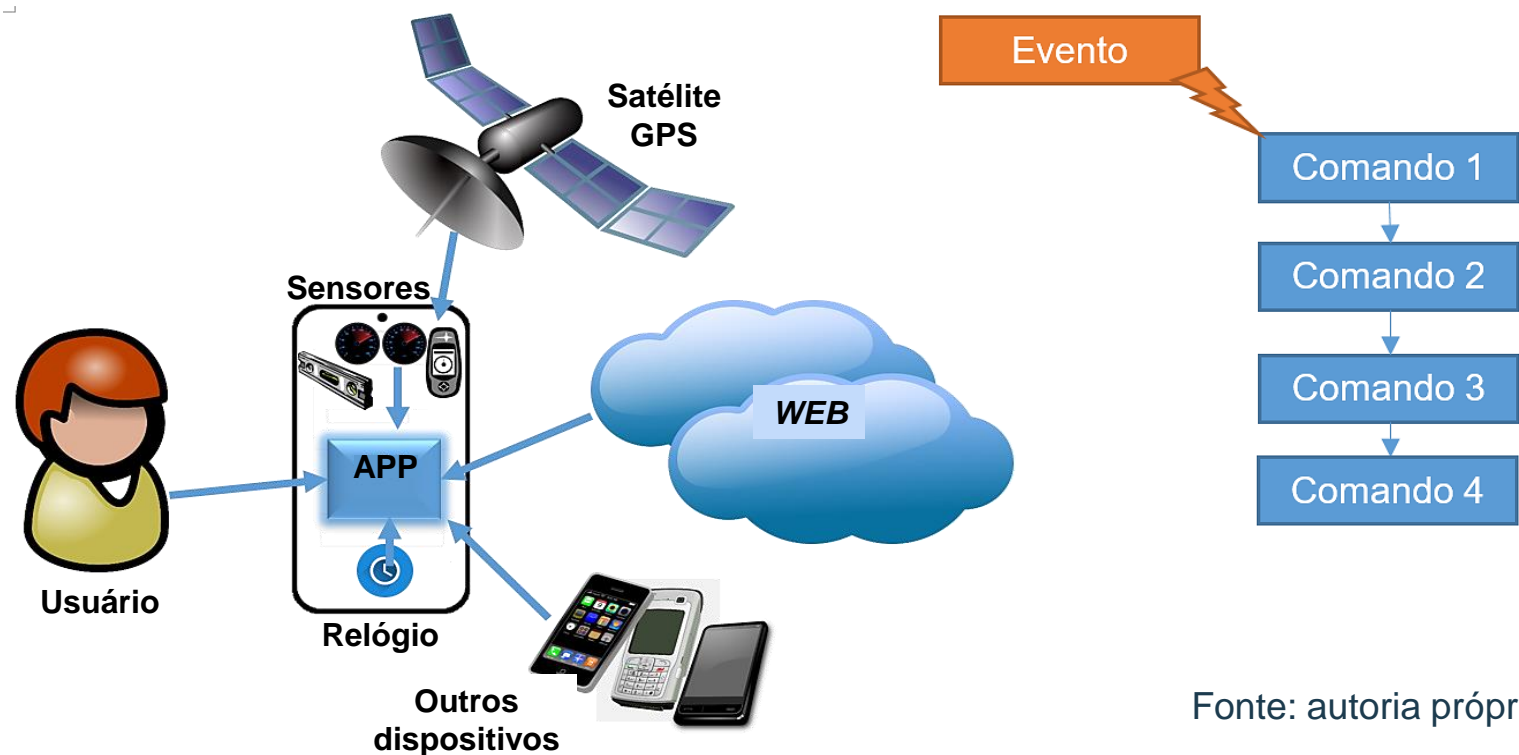 Satélite
GPS
Sensores
APP
WEB
Usuário
Relógio
Outros
dispositivos
Evento
Comando 1
Comando 2
Comando 3
Comando 4
Fonte: autoria própr